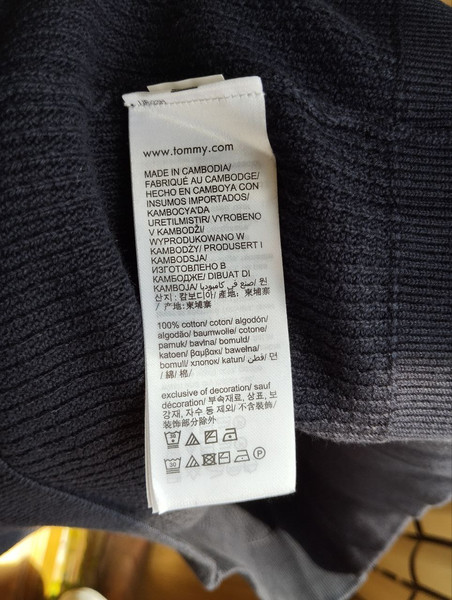 www.tommy.com
MADE IN CAMBODIA/
FABRIQUÉ AU CAMBODGE/
HECHO EN CAMBOYA CON
INSUMOS IMPORTADOS/
KAMBOÇYA'DA
URETILMISTIR/ VYROBENO
V KAMBODŽI/
WYPRODUKOWANO W
KAMBODŻY/ PRODUSERT I
KAMBODSJA/
ИЗГОТОВЛЕНО В
КАМБОДЖЕ/ DIBUAT DI
KAMBOJA/ صنع في كامبوديا/ 원
산지 : 캄보디아/ 產地：柬埔寨
/ 产地: 柬埔寨
100% cotton/ coton/ algodón/
algodão/ baumwolle/ cotone/
pamuk/ bavlna/ bomuld/
katoen/ βαμβακι/ bawełna/
bomull/ хлопок/ katun/ قطن/ 면
/ 綿/ 棉/
exclusive of decoration/ sauf
décoration/ 부속재료, 상표, 보
강재, 자수 등 제외/ 不含裝飾/
装饰部分除外
30
30 P